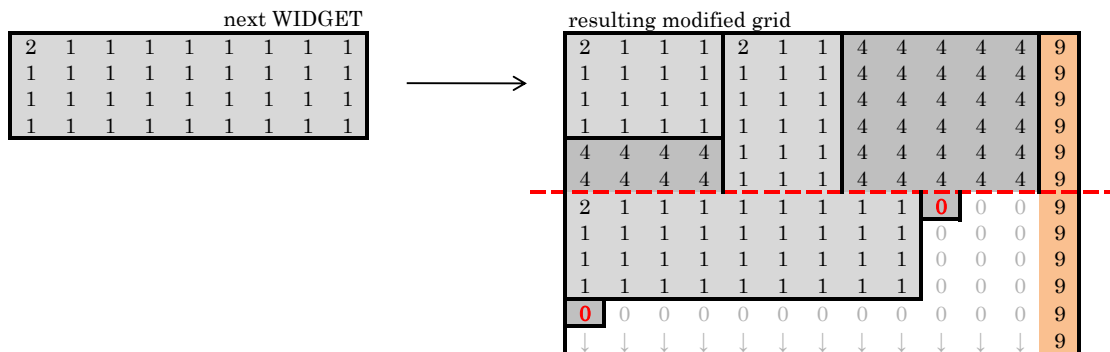 next WIDGET
2 1 1 1 1 1 1 1 1
1 1 1 1 1 1 1 1 1
1 1 1 1 1 1 1 1 1
1 1 1 1 1 1 1 1 1
resulting modified grid
2 1 1 1 2 1 1 4 4 4 4 4 9
1 1 1 1 1 1 1 4 4 4 4 4 9
1 1 1 1 1 1 1 4 4 4 4 4 9
1 1 1 1 1 1 1 4 4 4 4 4 9
4 4 4 4 1 1 1 4 4 4 4 4 9
4 4 4 4 1 1 1 4 4 4 4 4 9
2 1 1 1 1 1 1 1 1 0 0 0 9
1 1 1 1 1 1 1 1 1 0 0 0 9
1 1 1 1 1 1 1 1 1 0 0 0 9
1 1 1 1 1 1 1 1 1 0 0 0 9
0 0 0 0 0 0 0 0 0 0 0 0 9
↓ ↓ ↓ ↓ ↓ ↓ ↓ ↓ ↓ ↓ ↓ ↓ 9